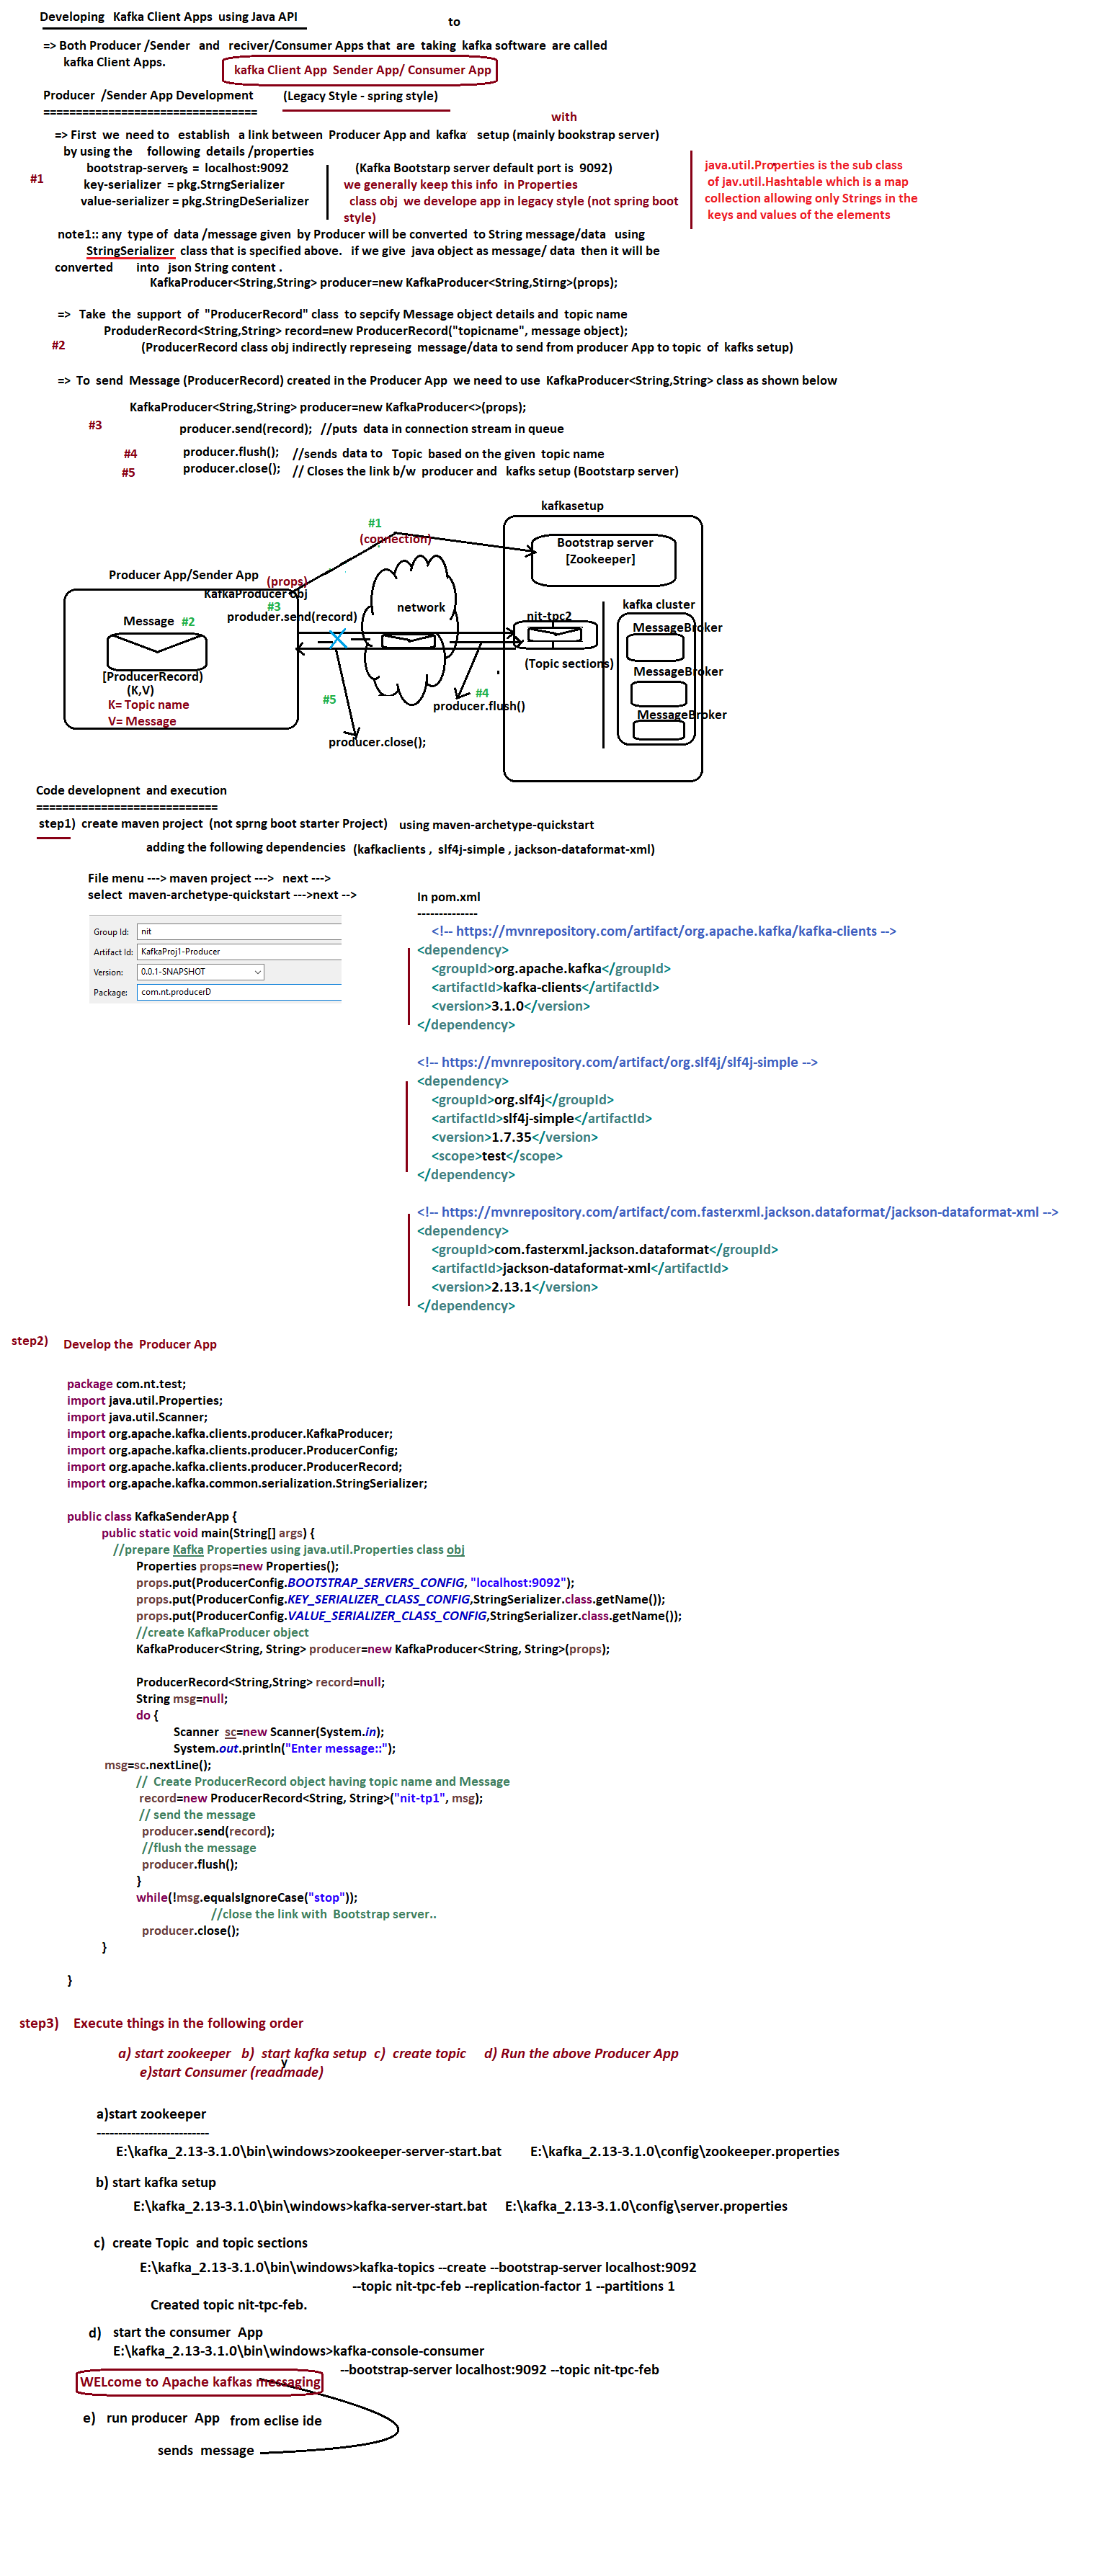 Developing Kafka Client Apps using Java API
to
=> Both Producer /Sender and reciver/Consumer Apps that are taking kafka software are called
kafka Client Apps.
kafka Client App Sender App/ Consumer App
Producer /Sender App Development (Legacy Style - spring style)
=================================
with
=> First we need to establish a link between Producer App and kafka setup (mainly bookstrap server)
by using the following details /properties
#1
bootstrap-servers = localhost:9092 (Kafka Bootstarp server default port is 9092)
key-serializer = pkg.StrngSerializer
value-serializer = pkg.StringDeSerializer
we generally keep this info in Properties
class obj we develope app in legacy style (not spring boot
style)
java.util.Properties is the sub class
of jav.util.Hashtable which is a map
collection allowing only Strings in the
keys and values of the elements
note1:: any type of data /message given by Producer will be converted to String message/data using
StringSerializer class that is specified above. if we give java object as message/ data then it will be
converted into json String content .
KafkaProducer<String,String> producer=new KafkaProducer<String,Stirng>(props);
=> Take the support of "ProducerRecord" class to sepcify Message object details and topic name
ProduderRecord<String,String> record=new ProducerRecord("topicname", message object);
#2
(ProducerRecord class obj indirectly represeing message/data to send from producer App to topic of kafks setup)
=> To send Message (ProducerRecord) created in the Producer App we need to use KafkaProducer<String,String> class as shown below
KafkaProducer<String,String> producer=new KafkaProducer<>(props);
#3 producer.send(record); //puts data in connection stream in queue
#4 producer.flush(); //sends data to Topic based on the given topic name
#5 producer.close(); // Closes the link b/w producer and kafks setup (Bootstarp server)
kafkasetup
#1
(connection)
Bootstrap server
[Zookeeper]
Producer App/Sender App
(props)
KafkaProducer obj
#3
produder.send(record)
network
Message #2
nit-tpc2
kafka cluster
MessageBroker
(Topic sections)
MessageBroker
[ProducerRecord]
(K,V)
K= Topic name
V= Message
#5
#4
producer.flush()
MessageBroker
producer.close();
Code development and execution
============================
step1) create maven project (not sprng boot starter Project) using maven-archetype-quickstart
adding the following dependencies (kafkaclients , slf4j-simple , jackson-dataformat-xml)
File menu ---> maven project ---> next --->
select maven-archetype-quickstart --->next -->
Group Id: nit
Artifact Id: KafkaProj1-Producer
Version: 0.0.1-SNAPSHOT
Package: com.nt.producerD
In pom.xml
--------------
<!-- https://mvnrepository.com/artifact/org.apache.kafka/kafka-clients -->
<dependency>
<groupId>org.apache.kafka</groupId>
<artifactId>kafka-clients</artifactId>
<version>3.1.0</version>
</dependency>
<!-- https://mvnrepository.com/artifact/org.slf4j/slf4j-simple -->
<dependency>
<groupId>org.slf4j</groupId>
<artifactId>slf4j-simple</artifactId>
<version>1.7.35</version>
<scope>test</scope>
</dependency>
<!-- https://mvnrepository.com/artifact/com.fasterxml.jackson.dataformat/jackson-dataformat-xml -->
<dependency>
<groupId>com.fasterxml.jackson.dataformat</groupId>
<artifactId>jackson-dataformat-xml</artifactId>
<version>2.13.1</version>
</dependency>
step2) Develop the Producer App
package com.nt.test;
import java.util.Properties;
import java.util.Scanner;
import org.apache.kafka.clients.producer.KafkaProducer;
import org.apache.kafka.clients.producer.ProducerConfig;
import org.apache.kafka.clients.producer.ProducerRecord;
import org.apache.kafka.common.serialization.StringSerializer;
public class KafkaSenderApp {
public static void main(String[] args) {
//prepare Kafka Properties using java.util.Properties class obj
Properties props=new Properties();
props.put(ProducerConfig.BOOTSTRAP_SERVERS_CONFIG, "localhost:9092");
props.put(ProducerConfig.KEY_SERIALIZER_CLASS_CONFIG,StringSerializer.class.getName());
props.put(ProducerConfig.VALUE_SERIALIZER_CLASS_CONFIG,StringSerializer.class.getName());
//create KafkaProducer object
KafkaProducer<String, String> producer=new KafkaProducer<String, String>(props);
ProducerRecord<String,String> record=null;
String msg=null;
do {
Scanner sc=new Scanner(System.in);
System.out.println("Enter message::");
msg=sc.nextLine();
// Create ProducerRecord object having topic name and Message
record=new ProducerRecord<String, String>("nit-tp1", msg);
// send the message
producer.send(record);
//flush the message
producer.flush();
}
while(!msg.equalsIgnoreCase("stop"));
//close the link with Bootstrap server..
producer.close();
}
}
step3) Execute things in the following order
a) start zookeeper b) start kafka setup c) create topic d) Run the above Producer App
y
e)start Consumer (readmade)
a)start zookeeper
--------------------------
E:\kafka_2.13-3.1.0\bin\windows>zookeeper-server-start.bat E:\kafka_2.13-3.1.0\config\zookeeper.properties
b) start kafka setup
E:\kafka_2.13-3.1.0\bin\windows>kafka-server-start.bat E:\kafka_2.13-3.1.0\config\server.properties
c) create Topic and topic sections
E:\kafka_2.13-3.1.0\bin\windows>kafka-topics --create --bootstrap-server localhost:9092
--topic nit-tpc-feb --replication-factor 1 --partitions 1
Created topic nit-tpc-feb.
d) start the consumer App
E:\kafka_2.13-3.1.0\bin\windows>kafka-console-consumer
--bootstrap-server localhost:9092 --topic nit-tpc-feb
WELcome to Apache kafkas messaging
e) run producer App from eclise ide
sends message